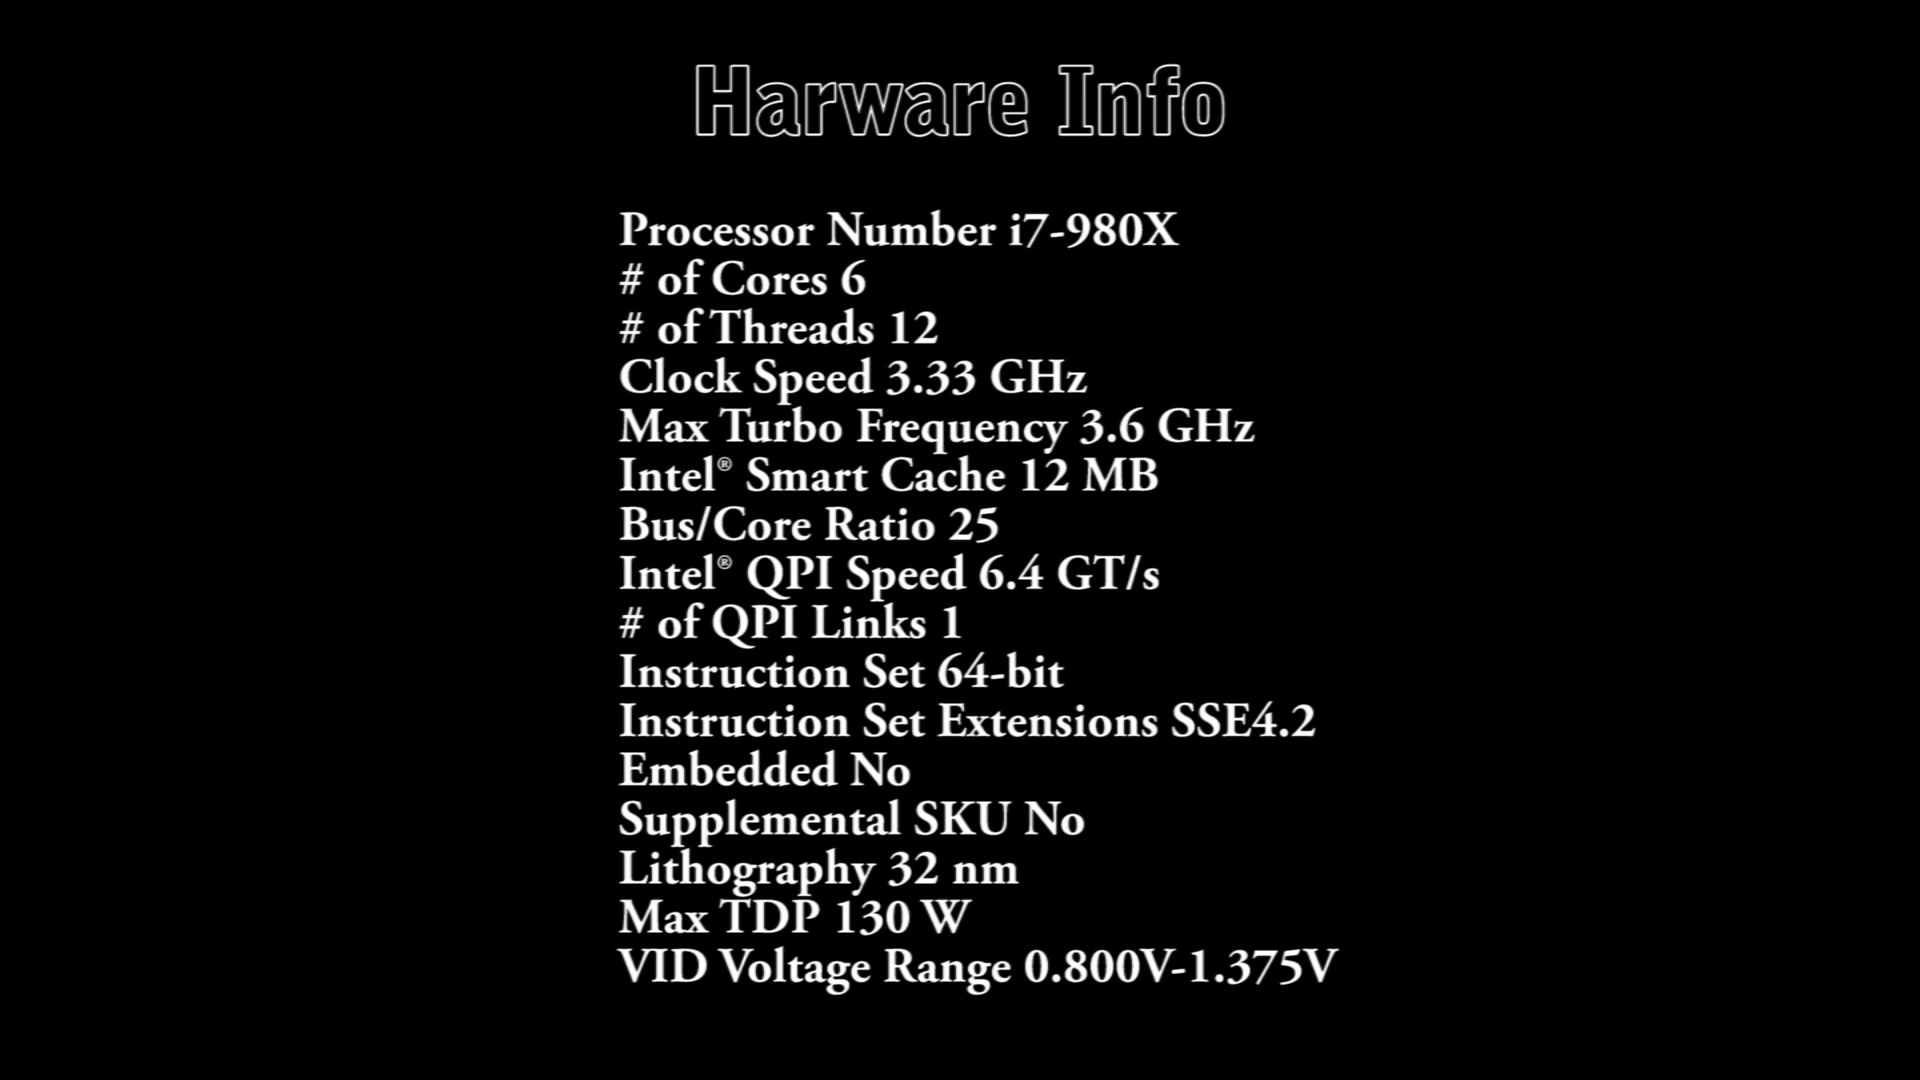 Harware Info
Processor Number i7-980X
# of Cores 6
# of Threads 12
Clock Speed 3.33 GHz
Max Turbo Frequency 3.6 GHz
Intel® Smart Cache 12 MB
Bus/Core Ratio 25
Intel® QPI Speed 6.4 GT/s
# of QPI Links 1
Instruction Set 64-bit
Instruction Set Extensions SSE4.2
Embedded No
Supplemental SKU No
Lithography 32 nm
Max TDP 130 W
VID Voltage Range 0.800V-1.375V